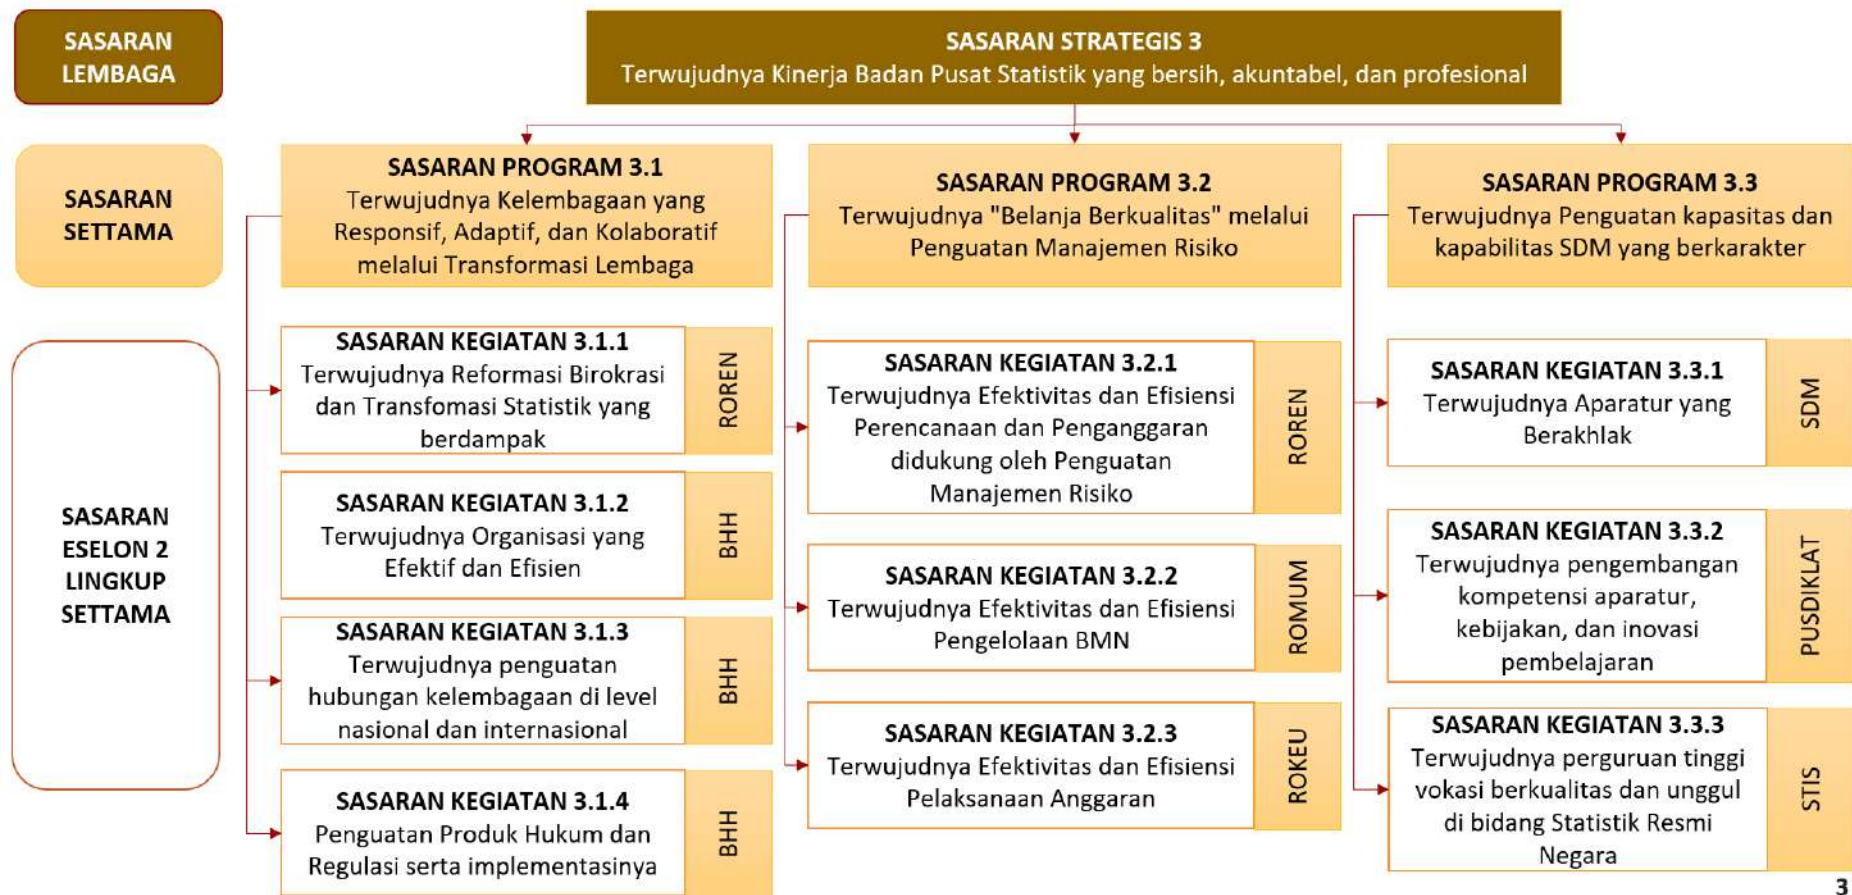 SASARAN
LEMBAGA
SASARAN STRATEGIS 3
Terwujudnya Kinerja Badan Pusat Statistik yang bersih, akuntabel, dan profesional
SASARAN
SETTAMA
SASARAN PROGRAM 3.1
Terwujudnya Kelembagaan yang
Responsif, Adaptif, dan Kolaboratif
melalui Transformasi Lembaga
SASARAN PROGRAM 3.2
Terwujudnya "Belanja Berkualitas" melalui
Penguatan Manajemen Risiko
SASARAN PROGRAM 3.3
Terwujudnya Penguatan kapasitas dan
kapabilitas SDM yang berkarakter
SASARAN
ESELON 2
LINGKUP
SETTAMA
SASARAN KEGIATAN 3.1.1
Terwujudnya Reformasi Birokrasi
dan Transfomasi Statistik yang
berdampak
ROREN
SASARAN KEGIATAN 3.1.2
Terwujudnya Organisasi yang
Efektif dan Efisien
BHH
SASARAN KEGIATAN 3.1.3
Terwujudnya penguatan
hubungan kelembagaan di level
nasional dan internasional
BHH
SASARAN KEGIATAN 3.1.4
Penguatan Produk Hukum dan
Regulasi serta implementasinya
BHH
SASARAN KEGIATAN 3.2.1
Terwujudnya Efektivitas dan Efisiensi
Perencanaan dan Penganggaran
didukung oleh Penguatan
Manajemen Risiko
ROREN
SASARAN KEGIATAN 3.2.2
Terwujudnya Efektivitas dan Efisiensi
Pengelolaan BMN
ROMUM
SASARAN KEGIATAN 3.2.3
Terwujudnya Efektivitas dan Efisiensi
Pelaksanaan Anggaran
ROKEU
SASARAN KEGIATAN 3.3.1
Terwujudnya Aparatur yang
Berakhlak
SDM
SASARAN KEGIATAN 3.3.2
Terwujudnya pengembangan
kompetensi aparatur,
kebijakan, dan inovasi
pembelajaran
PUSDIKLAT
SASARAN KEGIATAN 3.3.3
Terwujudnya perguruan tinggi
vokasi berkualitas dan unggul
di bidang Statistik Resmi
Negara
STIS
3